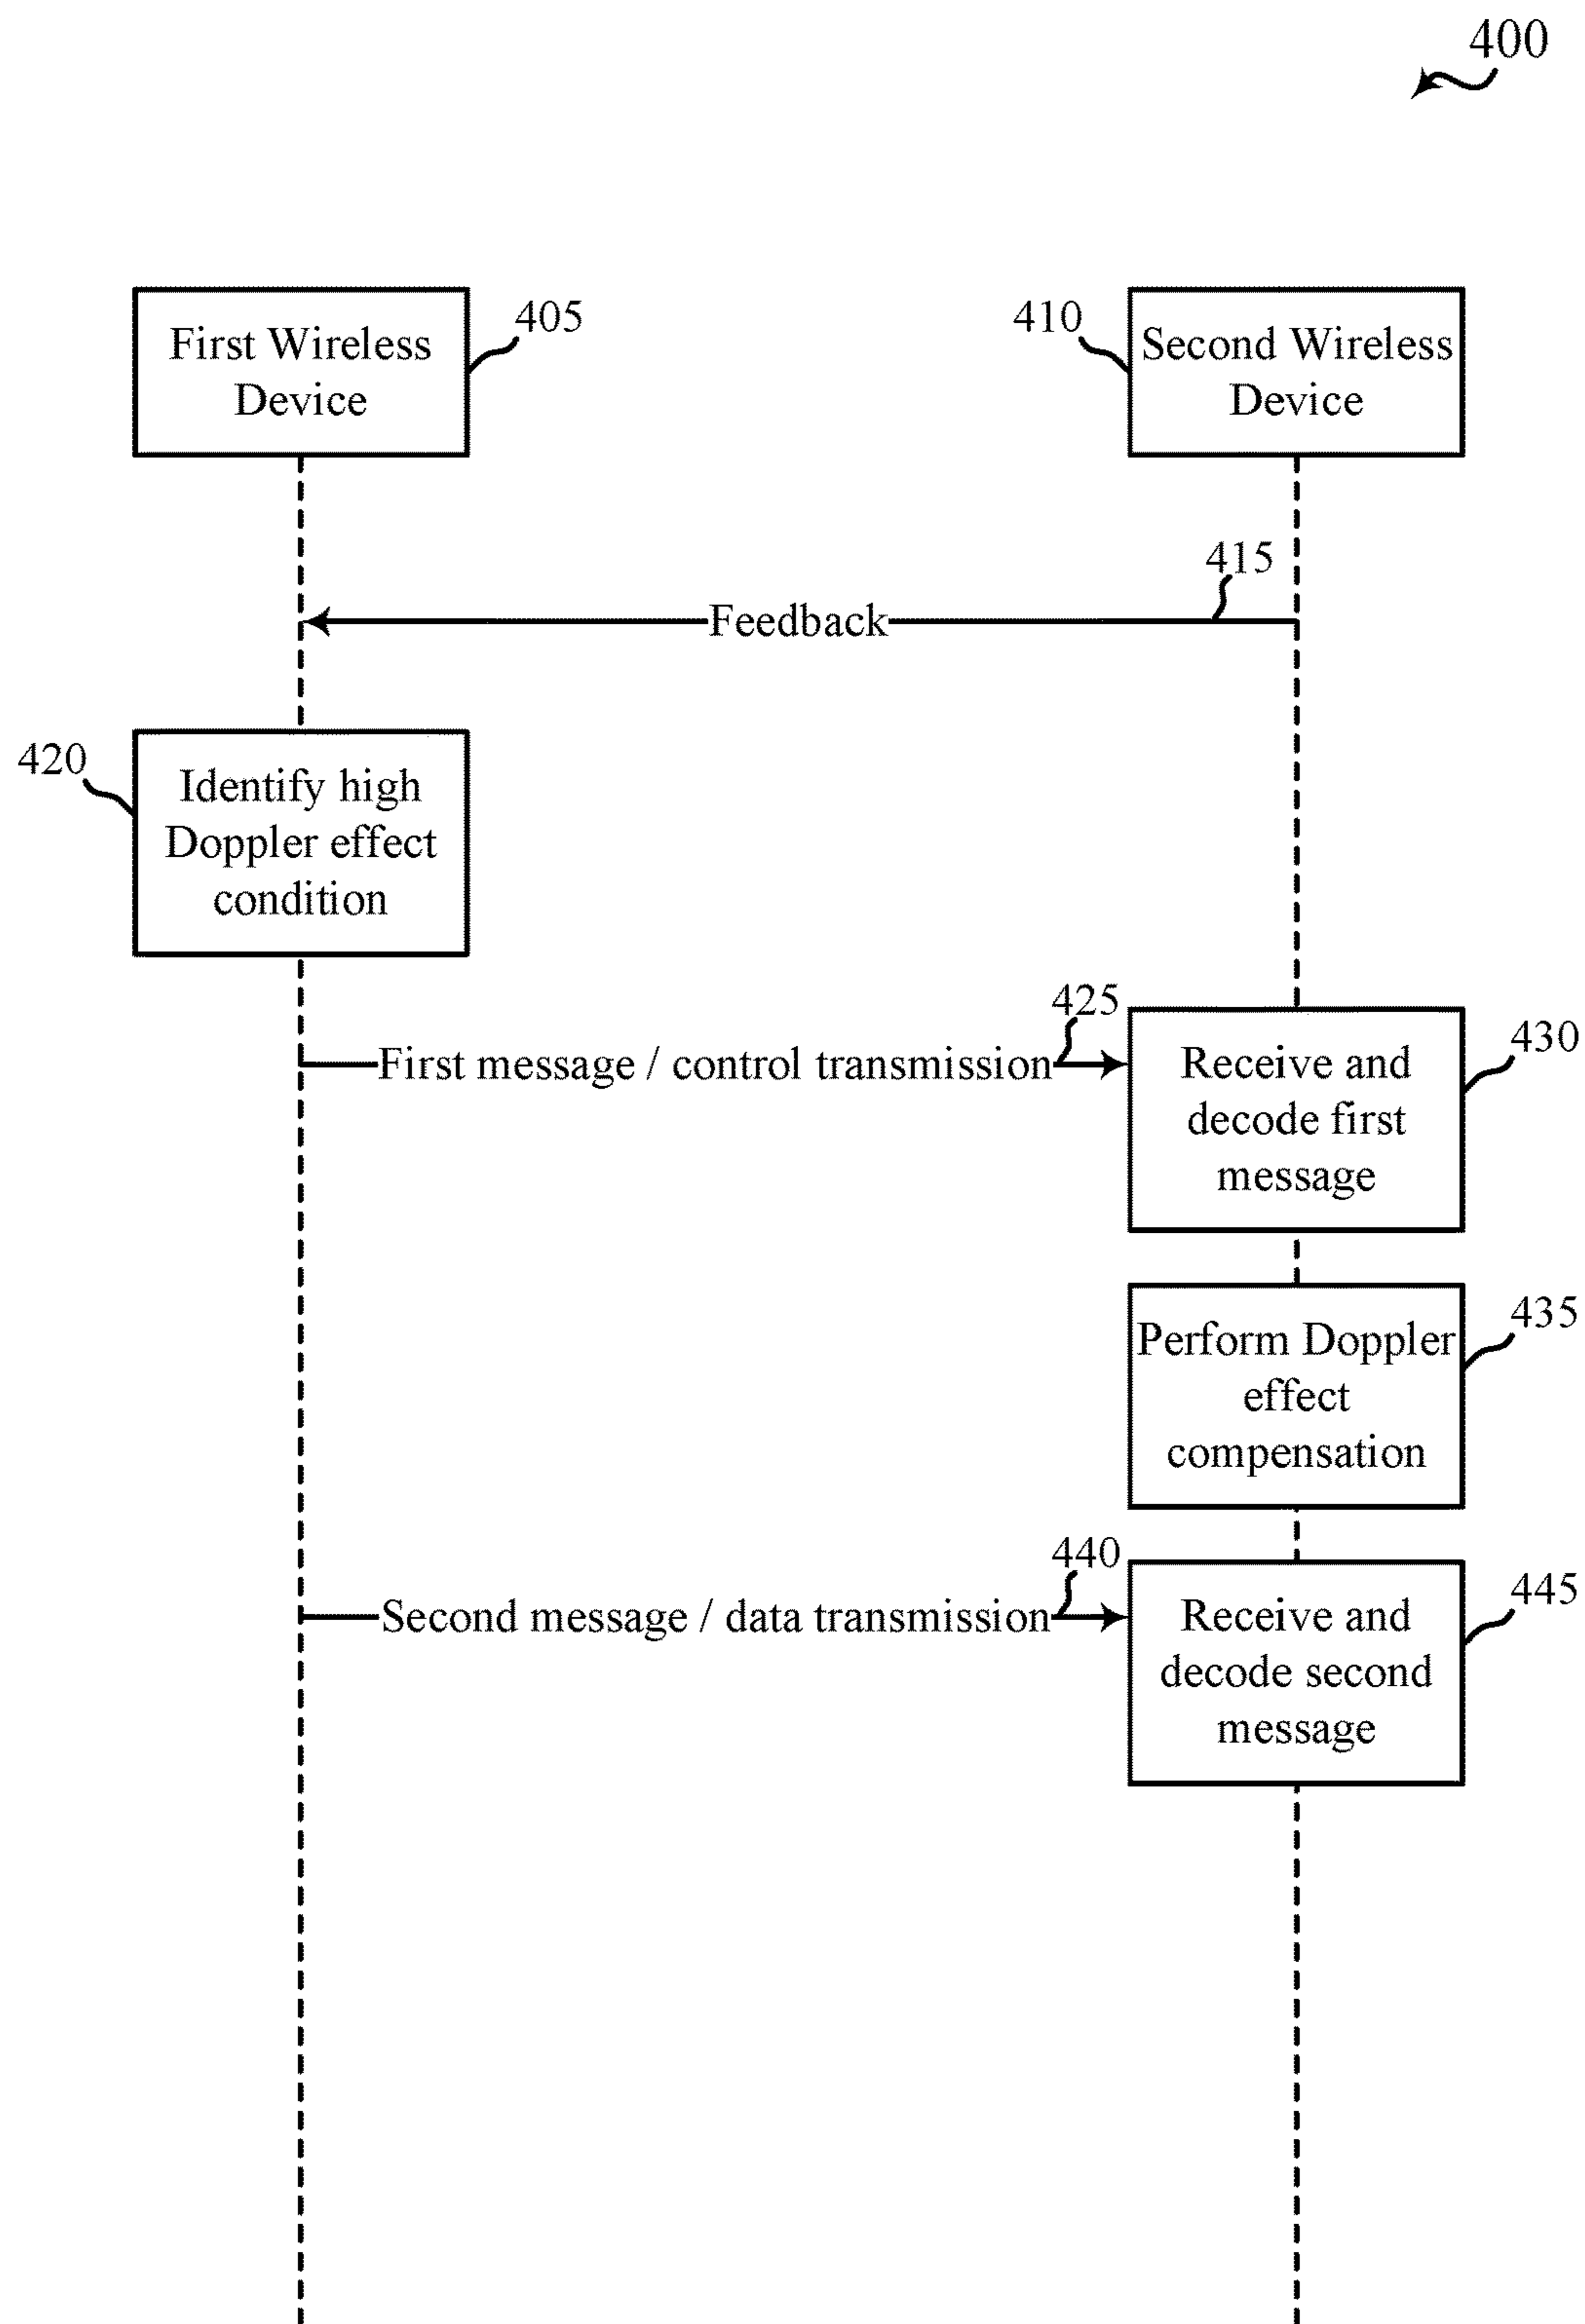 400
First Wireless
Device
405
410
Second Wireless
Device
415
Feedback
420
Identify high
Doppler effect
condition
425
First message / control transmission
Receive and
decode first
message
430
Perform Doppler
effect
compensation
435
440
Second message / data transmission
Receive and
decode second
message
445